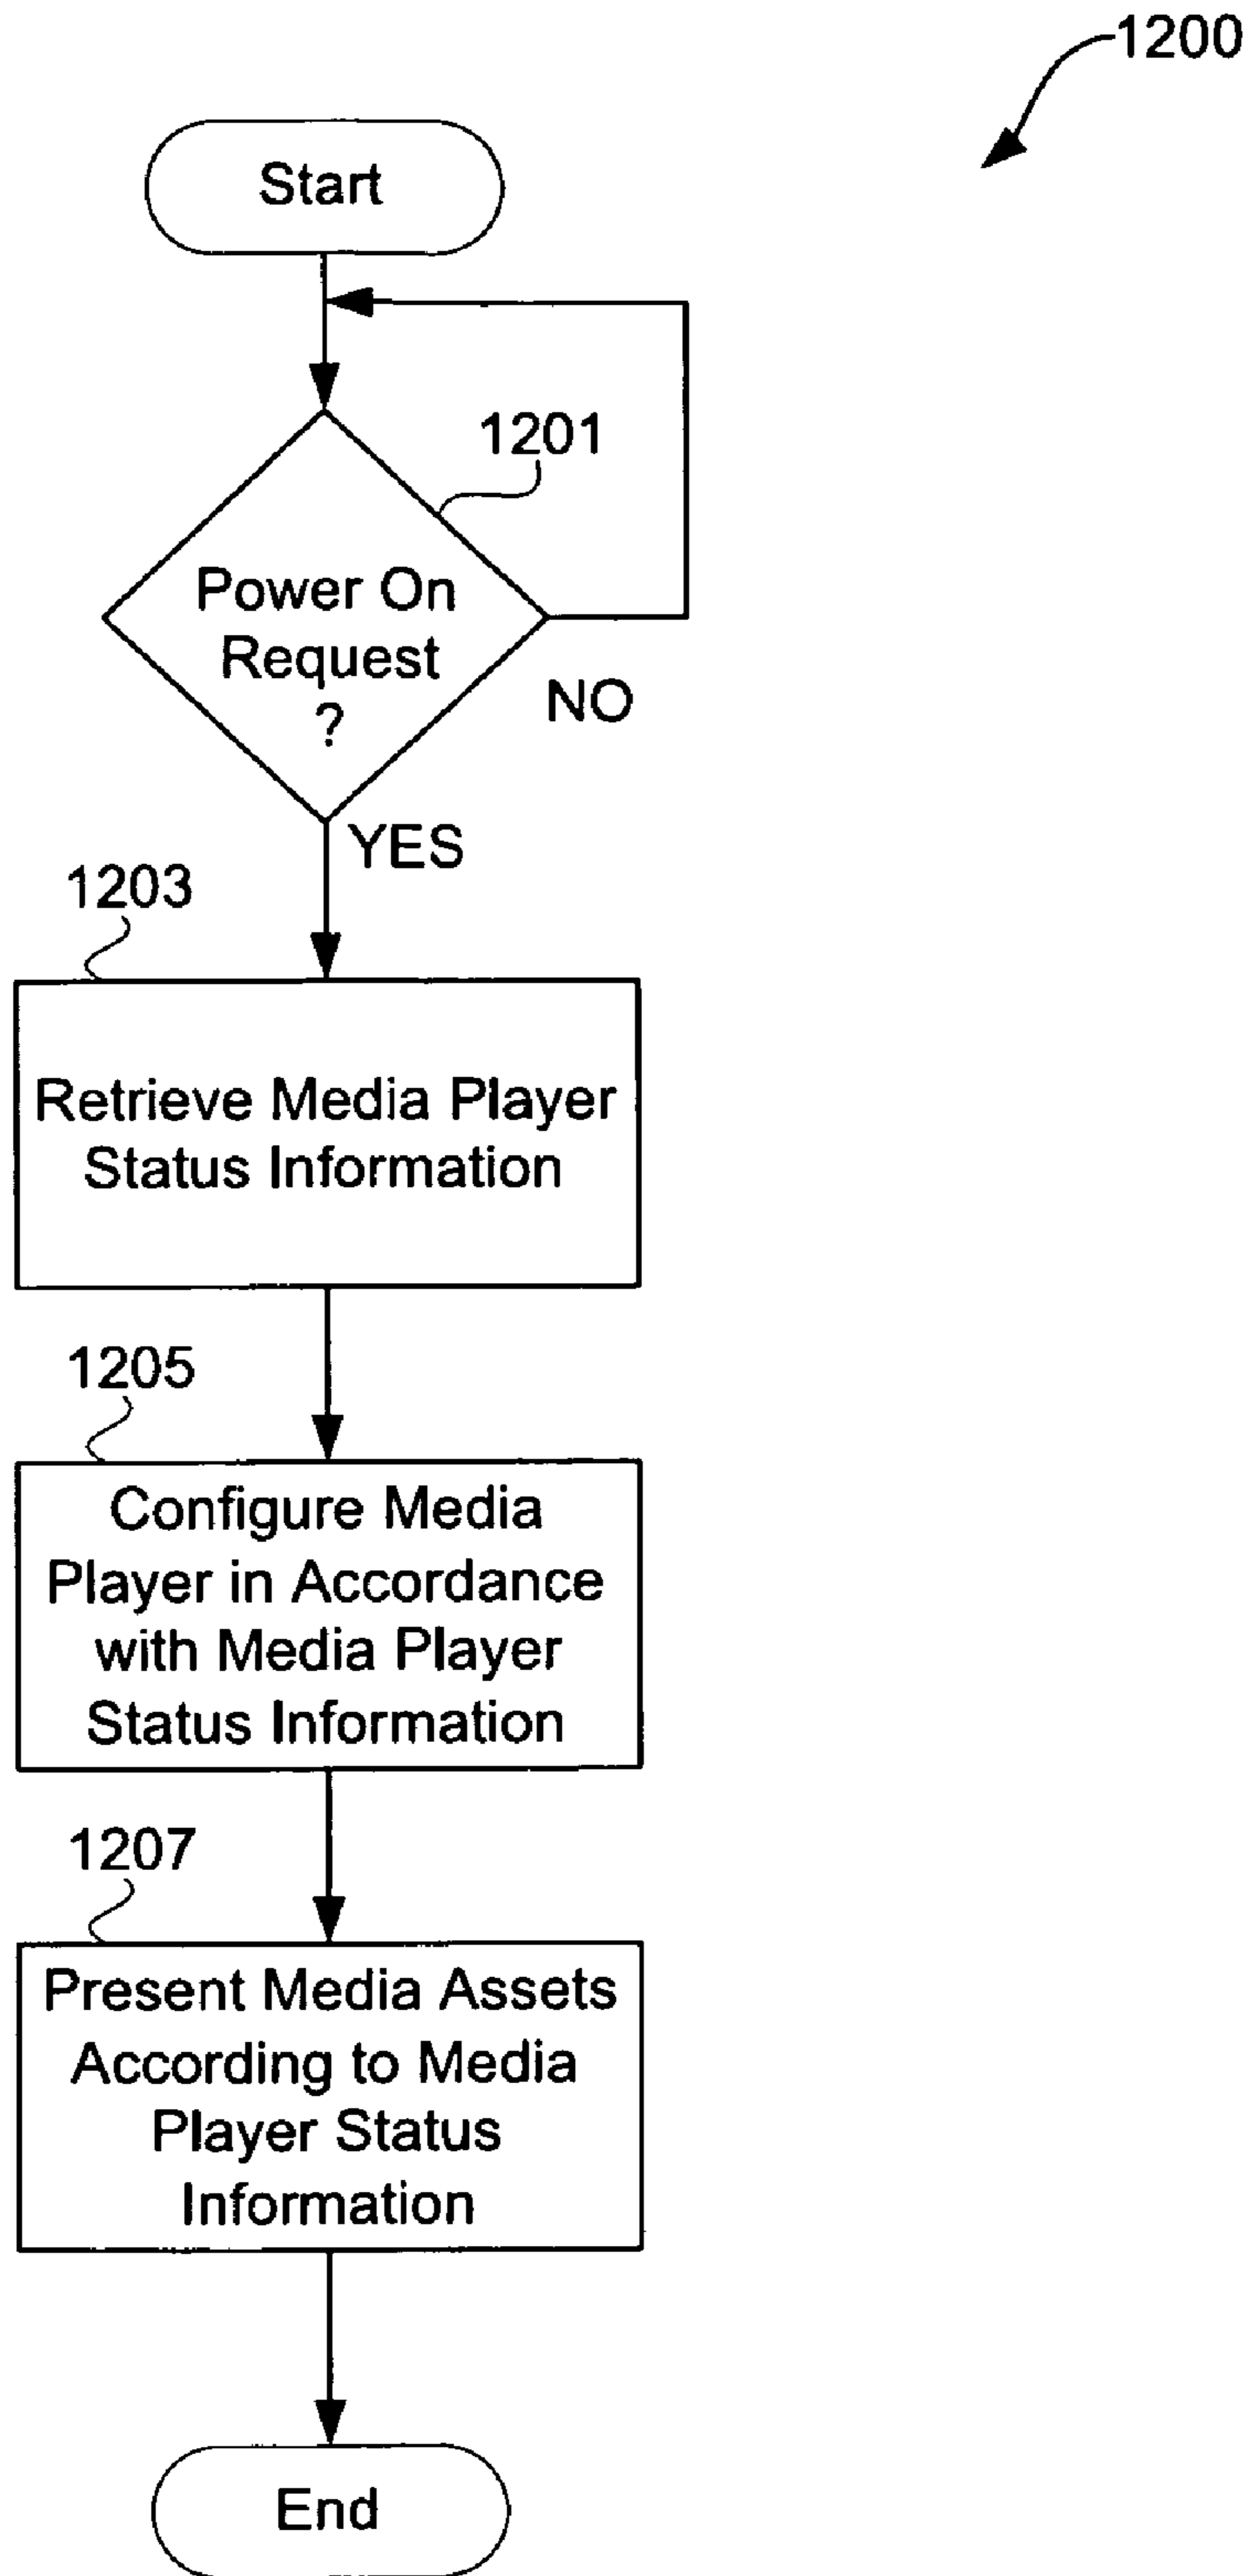 1200
Start
1201
Power On
Request
?
NO
YES
1203
Retrieve Media Player
Status Information
1205
Configure Media
Player in Accordance
with Media Player
Status Information
1207
Present Media Assets
According to Media
Player Status
Information
End